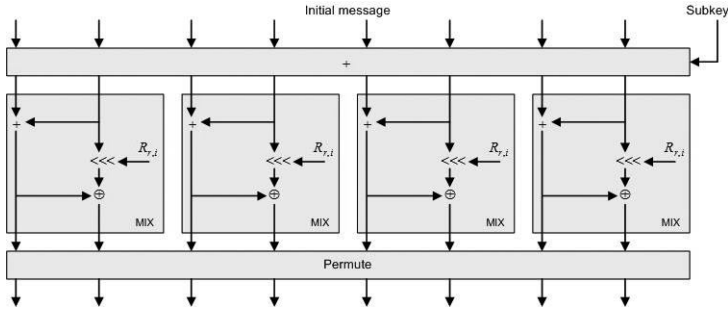 Initial message
Subkey
+
+
+
+
+
<<< R_{r,i}
<<< R_{r,i}
<<< R_{r,i}
<<< R_{r,i}
⊕
⊕
⊕
⊕
MIX
MIX
MIX
MIX
Permute